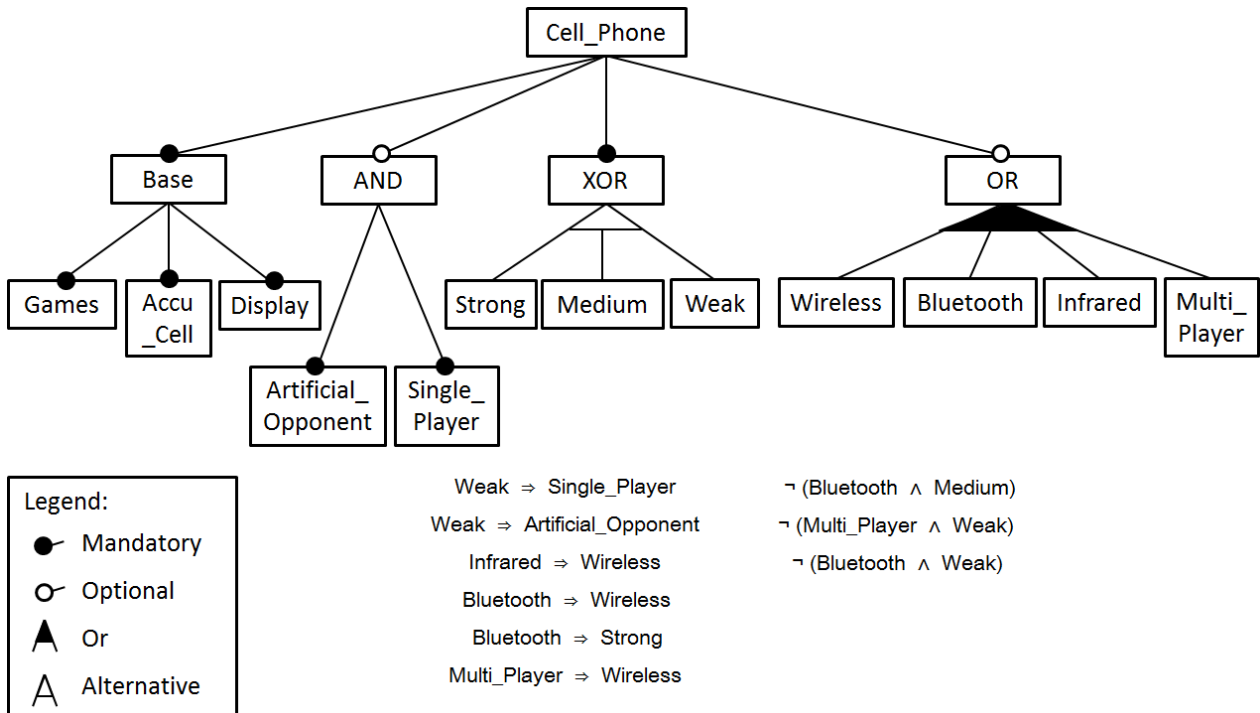 Cell_Phone
Base
AND
XOR
OR
Games
Accu
_Cell
Display
Strong
Medium
Weak
Wireless
Bluetooth
Infrared
Multi_
Player
Artificial_
Opponent
Single_
Player
Legend:
Mandatory
Optional
Or
Alternative
Weak ⇒ Single_Player
Weak ⇒ Artificial_Opponent
Infrared ⇒ Wireless
Bluetooth ⇒ Wireless
Bluetooth ⇒ Strong
Multi_Player ⇒ Wireless
¬ (Bluetooth ∧ Medium)
¬ (Multi_Player ∧ Weak)
¬ (Bluetooth ∧ Weak)